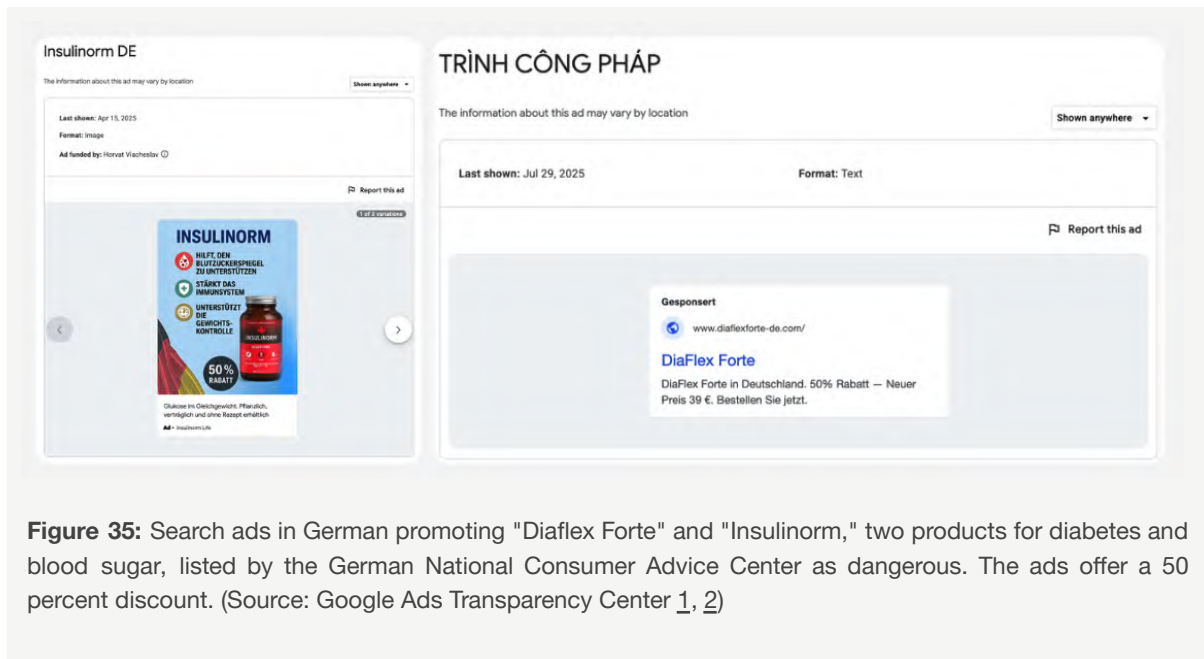 Insulinorm DE
The information about this ad may vary by location
Shown anywhere
Last shown: Apr 15, 2025
Format: Image
Ad funded by: Horvat Viacheslav
Report this ad
1 of 3 variations
INSULINORM
HILFT, DEN
BLUTZUCKERSPIEGEL
ZU UNTERSTÜTZEN
STÄRKT DAS
IMMUNSYSTEM
UNTERSTÜTZT
DIE
GEWICHTS-
KONTROLLE
INSULINORM
50%
RABATT
Glukose im Gleichgewicht. Pflanzlich,
verträglich und ohne Rezept erhältlich
Ad • Insulinorm Life
TRÌNH CÔNG PHÁP
The information about this ad may vary by location
Shown anywhere
Last shown: Jul 29, 2025
Format: Text
Report this ad
Gesponsert
www.diaflexforte-de.com/
DiaFlex Forte
DiaFlex Forte in Deutschland. 50% Rabatt — Neuer
Preis 39 €. Bestellen Sie jetzt.
Figure 35: Search ads in German promoting "Diaflex Forte" and "Insulinorm," two products for diabetes and
blood sugar, listed by the German National Consumer Advice Center as dangerous. The ads offer a 50
percent discount. (Source: Google Ads Transparency Center 1, 2)